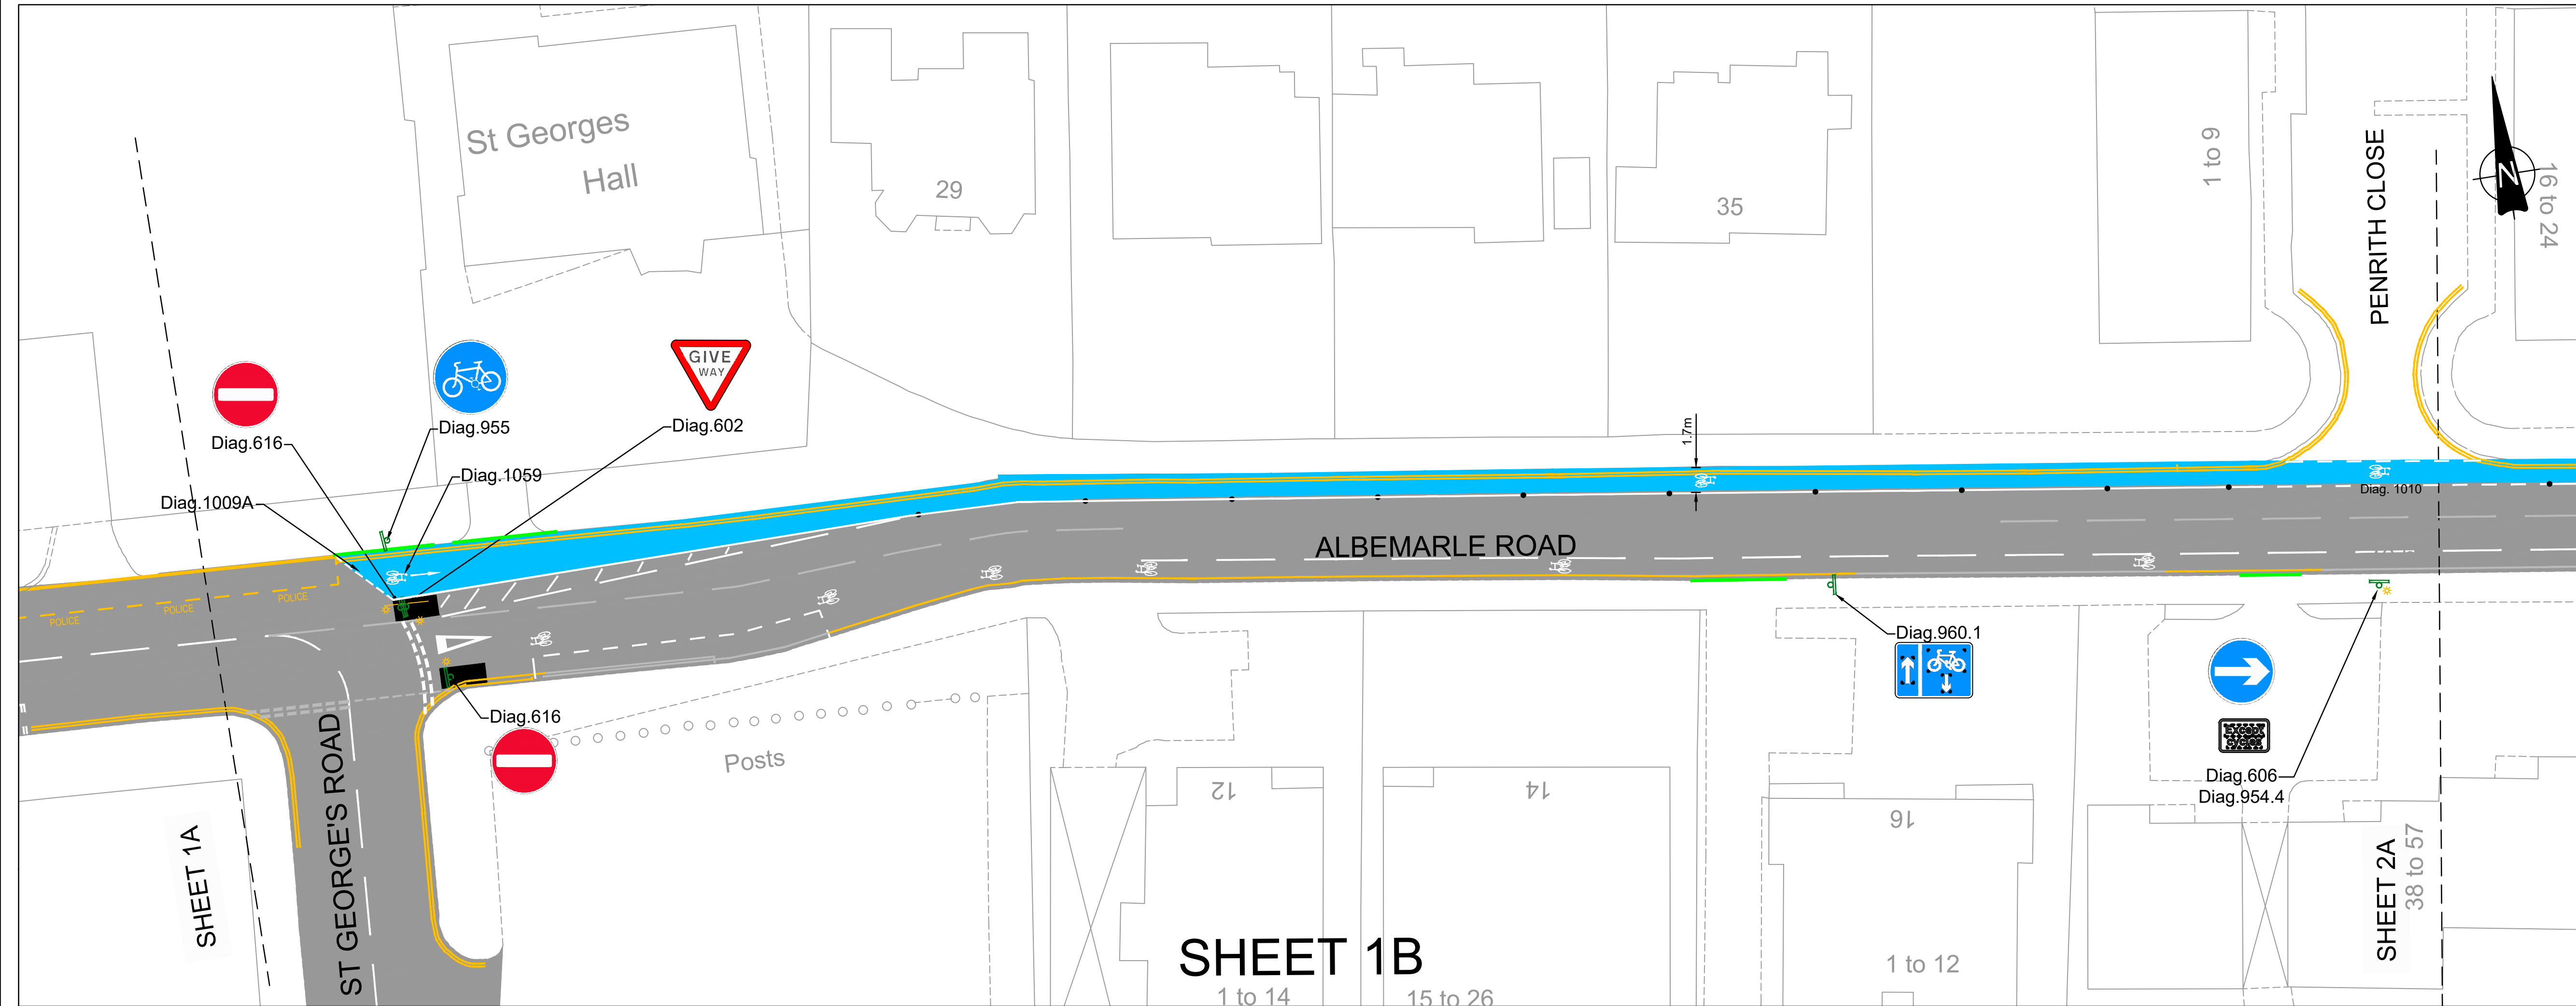 St Georges
Hall
29
35
1 to 9
PENRITH CLOSE
N
16 to 24
GIVE
WAY
Diag.616
Diag.955
Diag.602
Diag.1059
Diag.1009A
1.7m
Diag. 1010
ALBEMARLE ROAD
POLICE
POLICE
POLICE
Diag.960.1
Diag.616
ST GEORGE'S ROAD
Posts
12
14
16
EXCEPT
CYCLES
Diag.606
Diag.954.4
SHEET 1A
SHEET 2A
38 to 57
SHEET 1B
1 to 14
15 to 26
1 to 12